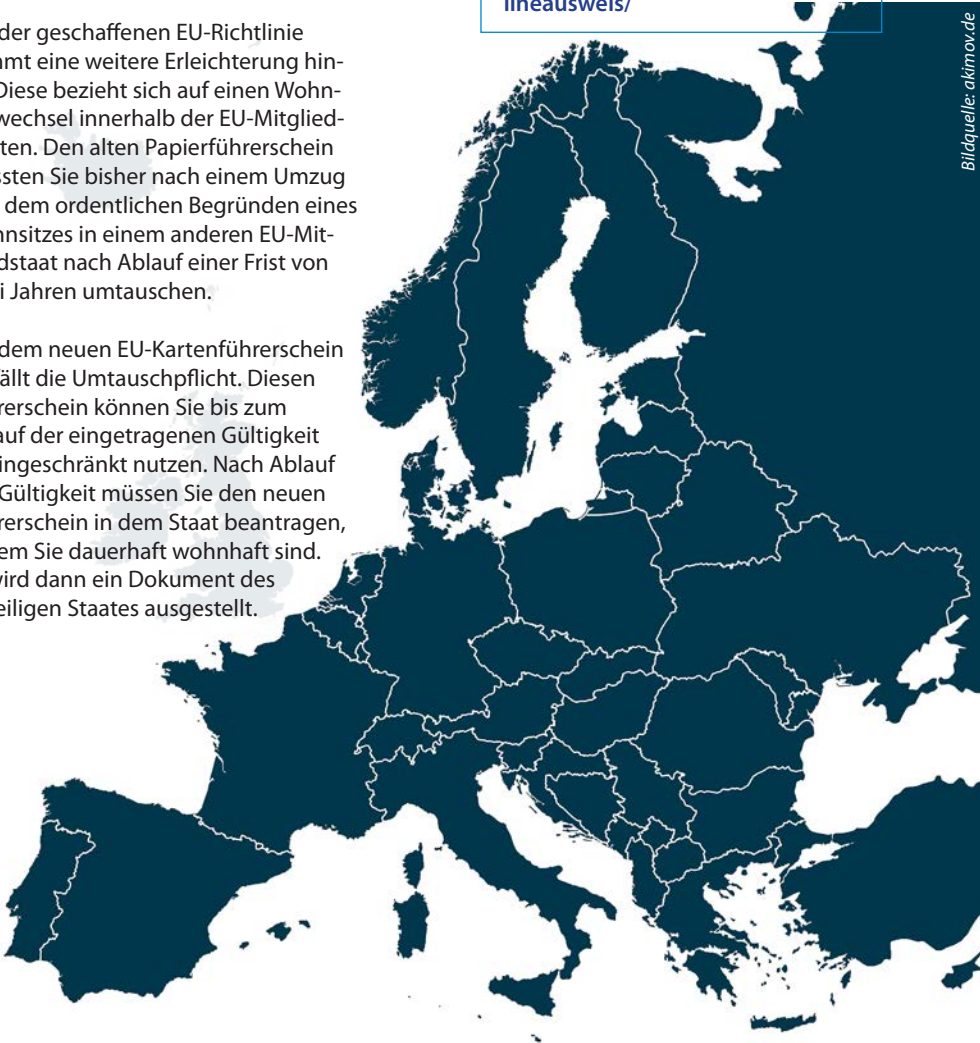 lineausweis/
der geschaffenen EU-Richtlinie
mt eine weitere Erleichterung hin-
Diese bezieht sich auf einen Wohn-
wechsel innerhalb der EU-Mitglied-
ten. Den alten Papierführerschein
ssten Sie bisher nach einem Umzug
dem ordentlichen Begründen eines
hnsitzes in einem anderen EU-Mit-
dstaat nach Ablauf einer Frist von
i Jahren umtauschen.
dem neuen EU-Kartenführerschein
ällt die Umtauschpflicht. Diesen
rerschein können Sie bis zum
auf der eingetragenen Gültigkeit
ingeschränkt nutzen. Nach Ablauf
Gültigkeit müssen Sie den neuen
rerschein in dem Staat beantragen,
em Sie dauerhaft wohnhaft sind.
wird dann ein Dokument des
eiligen Staates ausgestellt.
Bildquelle: akimov.de